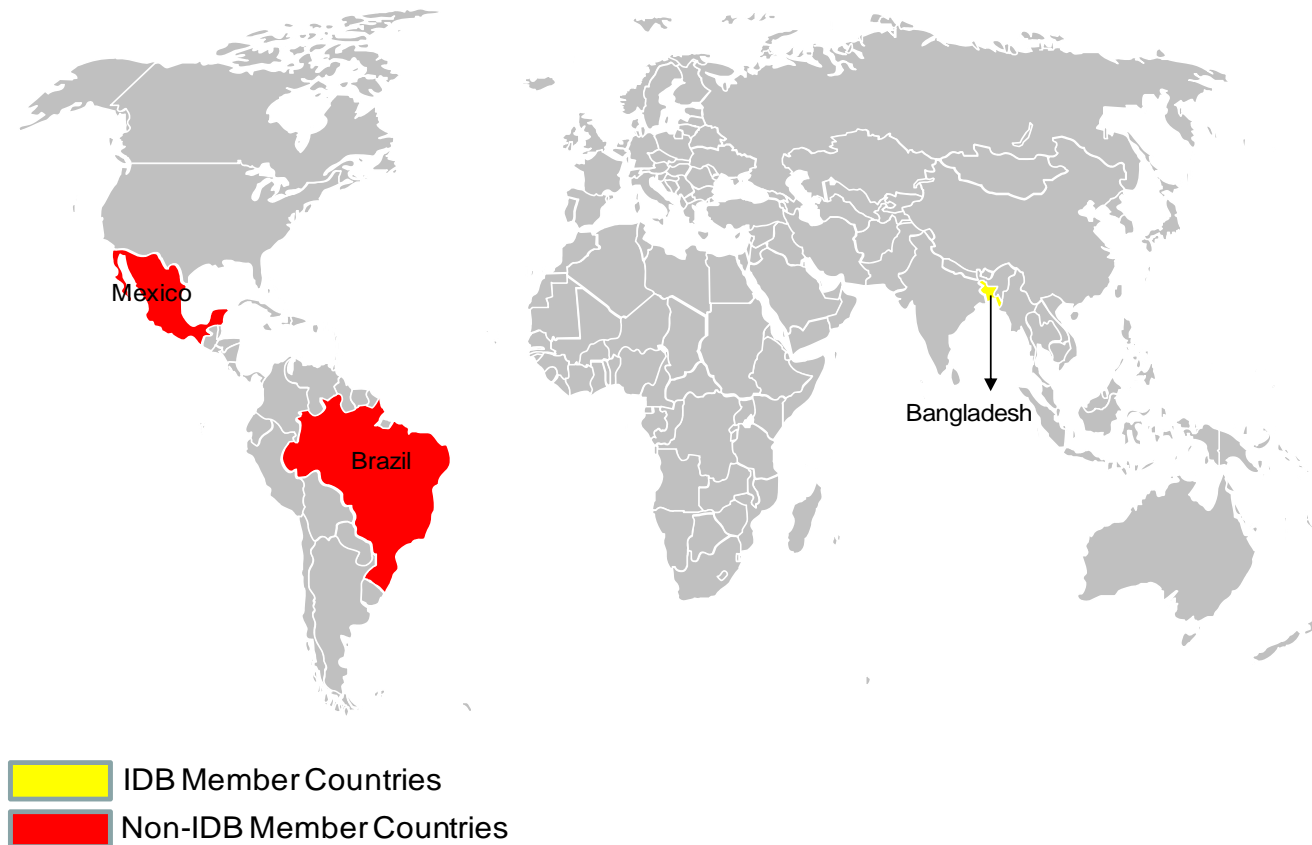 Mexico
Brazil
Bangladesh
IDB Member Countries
Non-IDB Member Countries